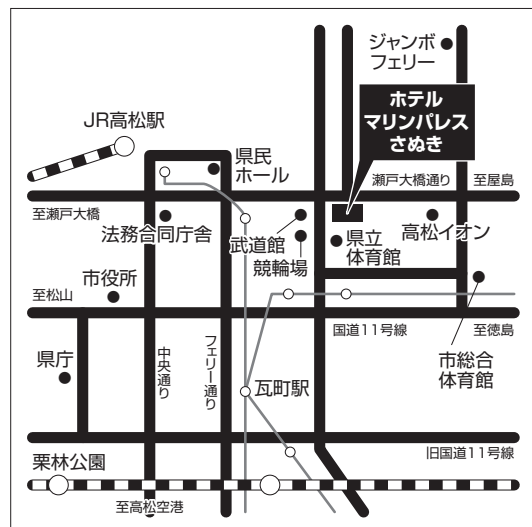 ジャンボ
フェリー
ホテル
マリンパレス
さぬき
JR高松駅
県民
ホール
瀬戸大橋通り
至屋島
至瀬戸大橋
法務合同庁舎
武道館
競輪場
県立
体育館
高松イオン
市役所
至松山
国道11号線
至徳島
県庁
中央通り
フェリー通り
瓦町駅
市総合
体育館
旧国道11号線
栗林公園
至高松空港